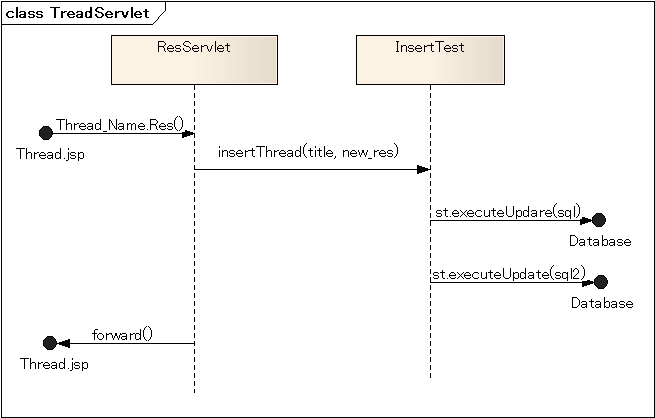 class TreadServlet
ResServlet
InsertTest
Thread_Name.Res()
Thread.jsp
insertThread(title, new_res)
st.executeUpdare(sql)
Database
st.executeUpdate(sql2)
Database
forward()
Thread.jsp